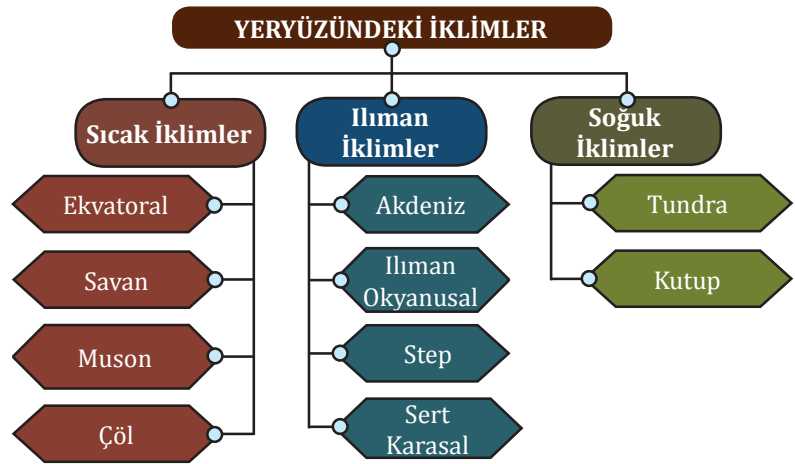 YERYÜZÜNDEKİ İKLİMLER
Sıcak İklimler
Ekvatoral
Savan
Muson
Çöl
Ilıman
İklimler
Akdeniz
Ilıman
Okyanusal
Step
Sert
Karasal
Soğuk
İklimler
Tundra
Kutup